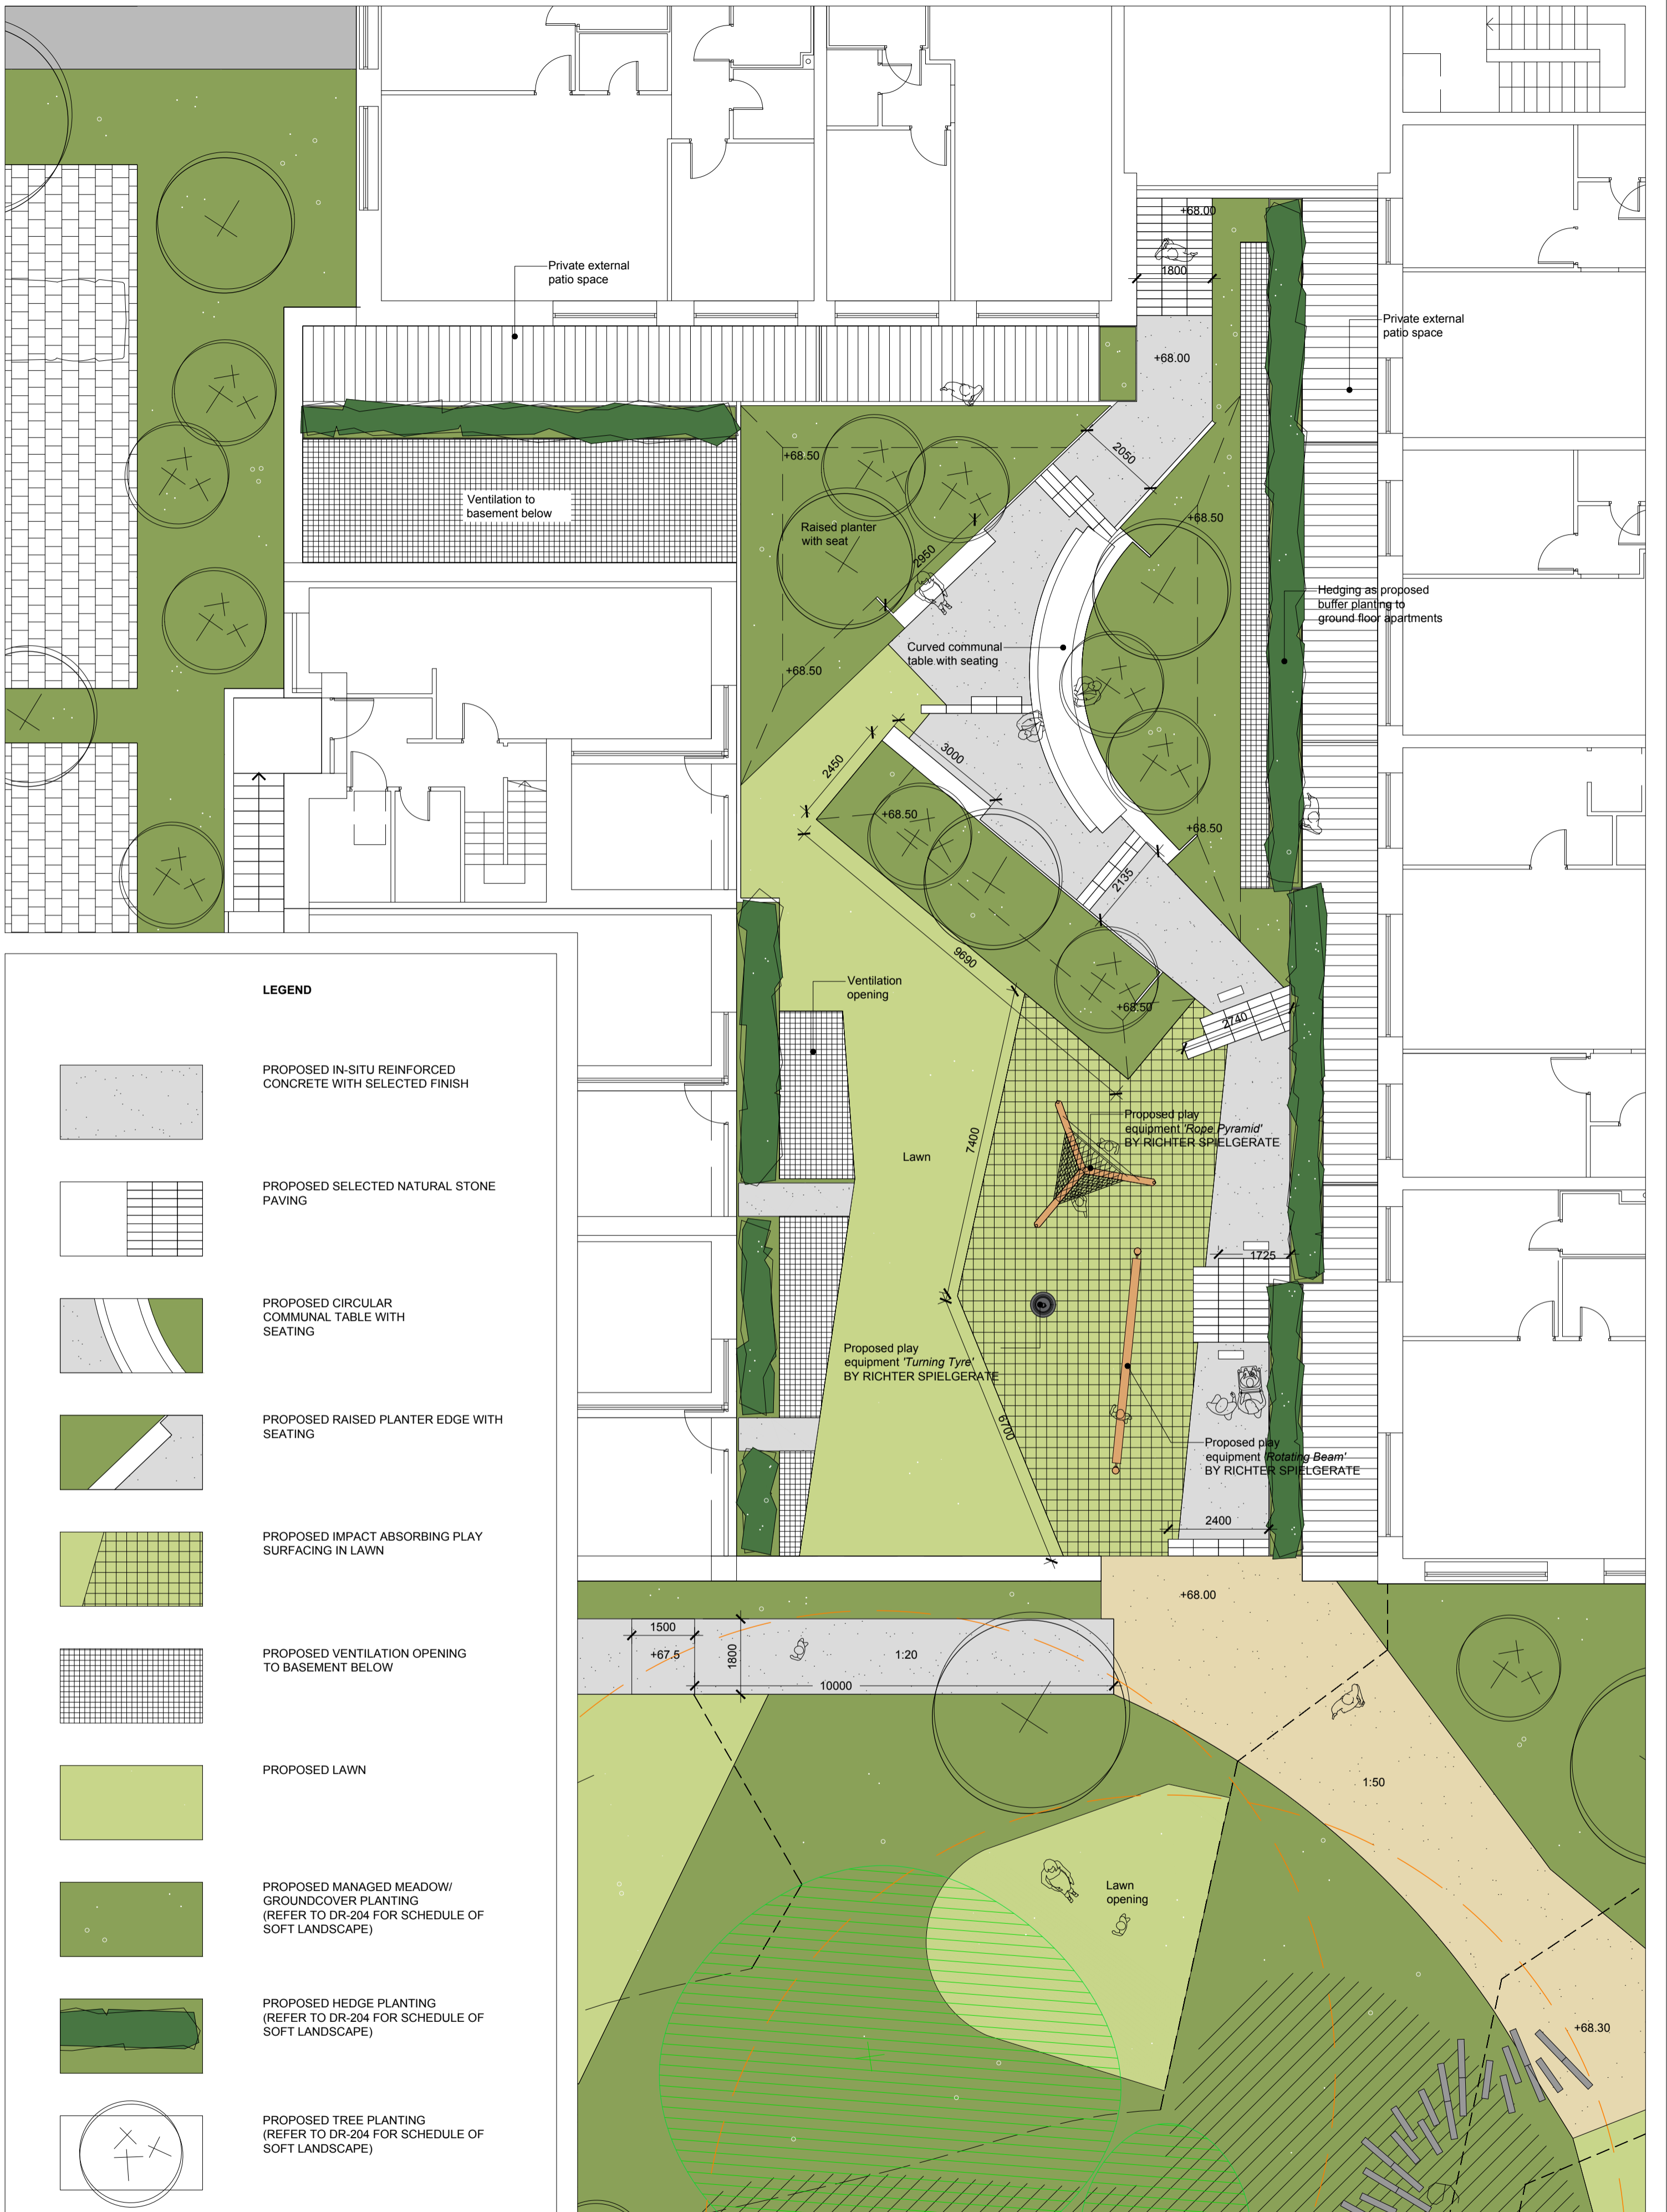 +68.00
1800
Private external
patio space
Private external
patio space
+68.00
2050
+68.50
Ventilation to
basement below
Raised planter
with seat
+68.50
2950
Hedging as proposed
buffer planting to
ground floor apartments
Curved communal
table with seating
+68.50
3000
2450
+68.50
+68.50
2135
9690
Ventilation
opening
+68.50
2740
Proposed play
equipment 'Rope Pyramid'
BY RICHTER SPIELGERATE
7400
Lawn
1725
Proposed play
equipment 'Turning Tyre'
BY RICHTER SPIELGERATE
6700
Proposed play
equipment 'Rotating Beam'
BY RICHTER SPIELGERATE
2400
+68.00
1500
+67.5
1800
1:20
10000
1:50
Lawn
opening
+68.30
LEGEND
PROPOSED IN-SITU REINFORCED
CONCRETE WITH SELECTED FINISH
PROPOSED SELECTED NATURAL STONE
PAVING
PROPOSED CIRCULAR
COMMUNAL TABLE WITH
SEATING
PROPOSED RAISED PLANTER EDGE WITH
SEATING
PROPOSED IMPACT ABSORBING PLAY
SURFACING IN LAWN
PROPOSED VENTILATION OPENING
TO BASEMENT BELOW
PROPOSED LAWN
PROPOSED MANAGED MEADOW/
GROUNDCOVER PLANTING
(REFER TO DR-204 FOR SCHEDULE OF
SOFT LANDSCAPE)
PROPOSED HEDGE PLANTING
(REFER TO DR-204 FOR SCHEDULE OF
SOFT LANDSCAPE)
PROPOSED TREE PLANTING
(REFER TO DR-204 FOR SCHEDULE OF
SOFT LANDSCAPE)